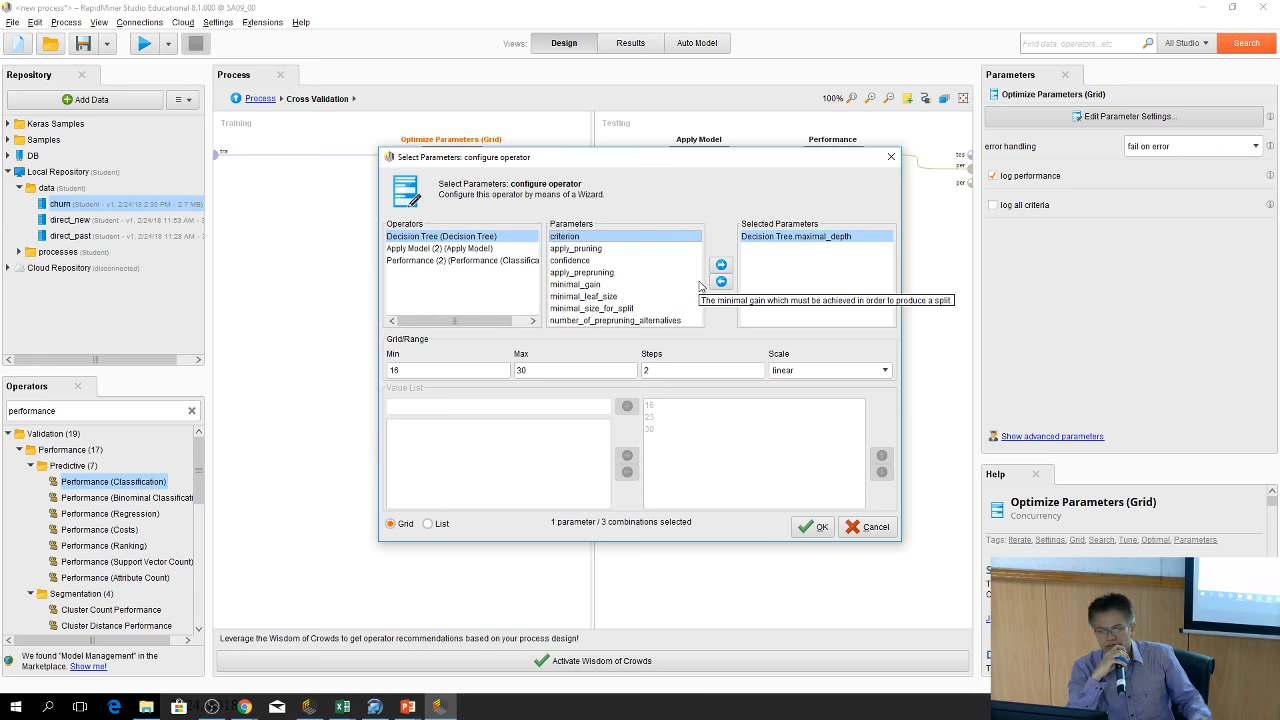 <new process*> – RapidMiner Studio Educational 8.1.000 @ SA09_00
File Edit Process View Connections Cloud Settings Extensions Help
Views: Design Results Auto Model
Find data, operators...etc All Studio Search
Repository
Add Data
Keras Samples
Samples
DB
Local Repository (Student)
data (Student)
churn (Student - v1, 2/24/18 2:36 PM - 2.7 MB)
direct_new (Student - v1, 2/24/18 11:53 AM -
direct_past (Student - v1, 2/24/18 11:28 AM -
processes (Student)
Cloud Repository (disconnected)
Operators
performance
Validation (19)
Performance (17)
Predictive (7)
Performance (Classification)
Performance (Binominal Classificati
Performance (Regression)
Performance (Costs)
Performance (Ranking)
Performance (Support Vector Count)
Performance (Attribute Count)
Segmentation (4)
Cluster Count Performance
Cluster Distance Performance
We found "Model Management" in the
Marketplace. Show me!
Process
Process Cross Validation
100%
Training
Testing
Optimize Parameters (Grid)
Apply Model
Performance
tra
tes
per
per
Select Parameters: configure operator
Select Parameters: configure operator
Configure this operator by means of a Wizard.
Operators
Decision Tree (Decision Tree)
Apply Model (2) (Apply Model)
Performance (2) (Performance (Classifica
Parameters
criterion
apply_pruning
confidence
apply_prepruning
minimal_gain
minimal_leaf_size
minimal_size_for_split
number_of_prepruning_alternatives
Selected Parameters
Decision Tree.maximal_depth
The minimal gain which must be achieved in order to produce a split.
Grid/Range
Min Max Steps Scale
16 30 2 linear
Value List
16
23
30
Grid List
1 parameter / 3 combinations selected
OK Cancel
Leverage the Wisdom of Crowds to get operator recommendations based on your process design!
Activate Wisdom of Crowds
Parameters
Optimize Parameters (Grid)
Edit Parameter Settings...
error handling fail on error
log performance
log all criteria
Show advanced parameters
Help
Optimize Parameters (Grid)
Concurrency
Tags: Iterate, Settings, Grid, Search, Tune, Optimal, Parameters,